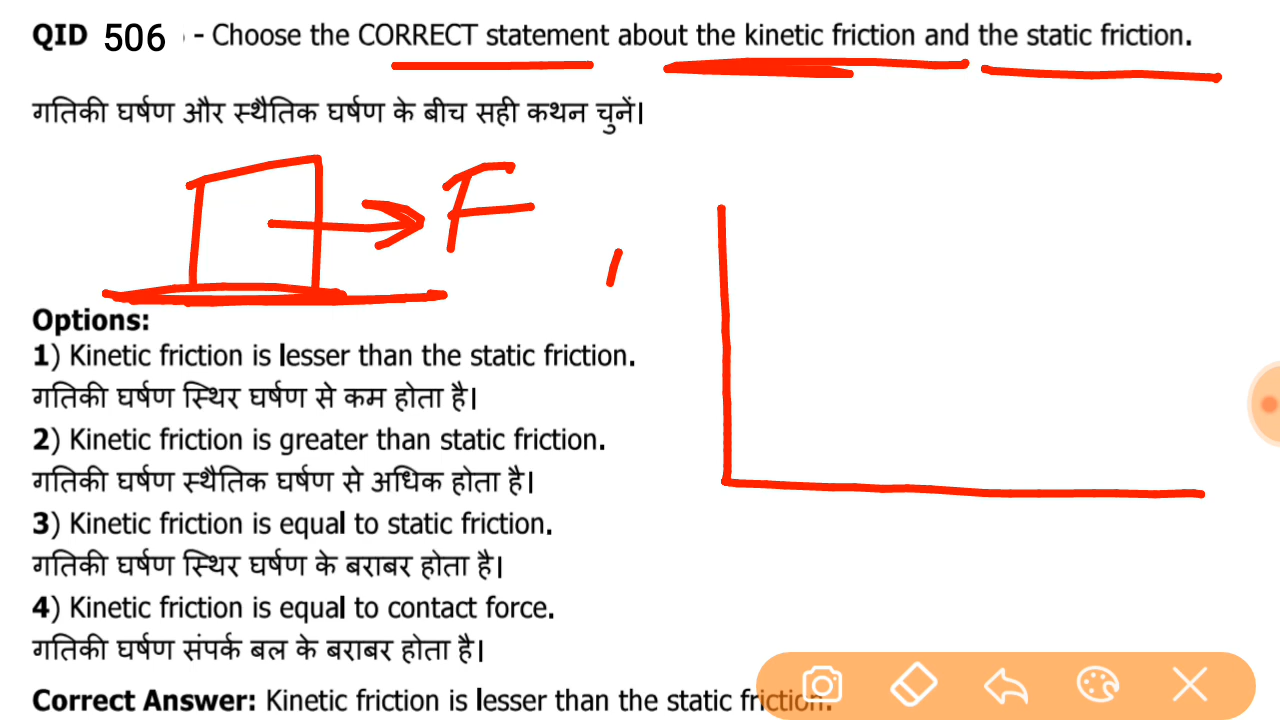 QID 506 - Choose the CORRECT statement about the kinetic friction and the static friction.
गतिकी घर्षण और स्थैतिक घर्षण के बीच सही कथन चुनें।
F
Options:
1) Kinetic friction is lesser than the static friction.
गतिकी घर्षण स्थिर घर्षण से कम होता है।
2) Kinetic friction is greater than static friction.
गतिकी घर्षण स्थैतिक घर्षण से अधिक होता है।
3) Kinetic friction is equal to static friction.
गतिकी घर्षण स्थिर घर्षण के बराबर होता है।
4) Kinetic friction is equal to contact force.
गतिकी घर्षण संपर्क बल के बराबर होता है।
Correct Answer: Kinetic friction is lesser than the static friction.